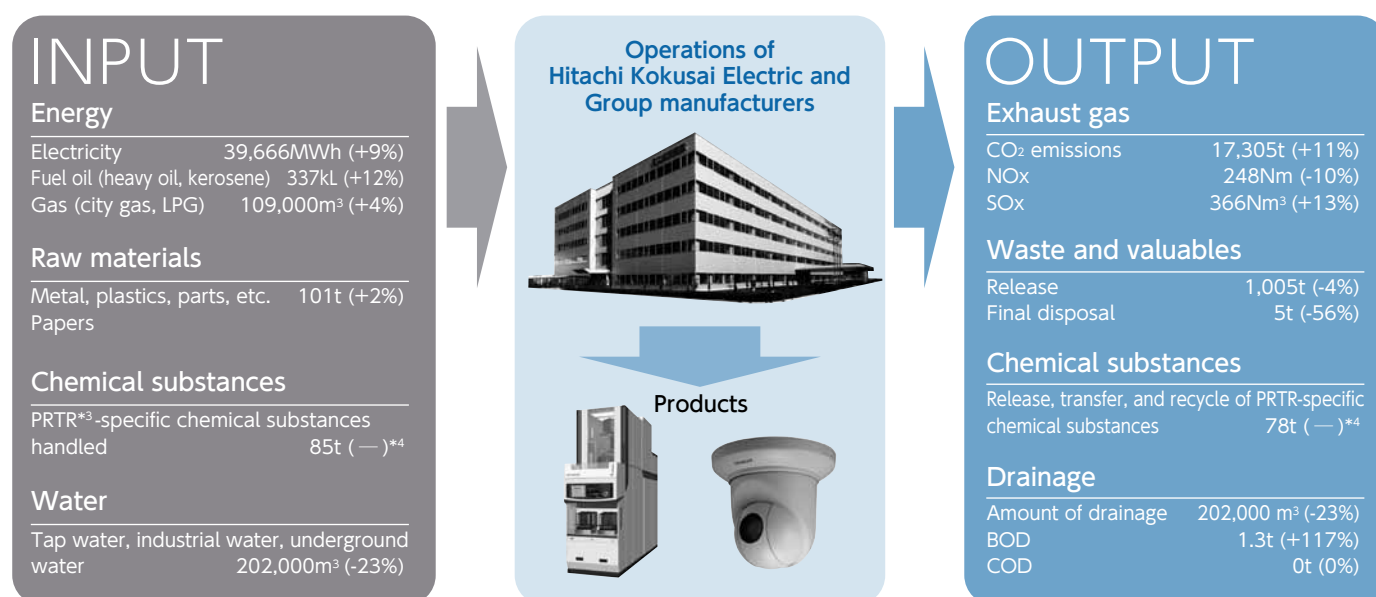 INPUT
Energy
Electricity 39,666MWh (+9%)
Fuel oil (heavy oil, kerosene) 337kL (+12%)
Gas (city gas, LPG) 109,000m³ (+4%)
Raw materials
Metal, plastics, parts, etc. 101t (+2%)
Papers
Chemical substances
PRTR*³-specific chemical substances
handled 85t ( — )*⁴
Water
Tap water, industrial water, underground
water 202,000m³ (-23%)
Operations of
Hitachi Kokusai Electric and
Group manufacturers
Products
OUTPUT
Exhaust gas
CO₂ emissions 17,305t (+11%)
NOx 248Nm (-10%)
SOx 366Nm³ (+13%)
Waste and valuables
Release 1,005t (-4%)
Final disposal 5t (-56%)
Chemical substances
Release, transfer, and recycle of PRTR-specific
chemical substances 78t ( — )*⁴
Drainage
Amount of drainage 202,000 m³ (-23%)
BOD 1.3t (+117%)
COD 0t (0%)